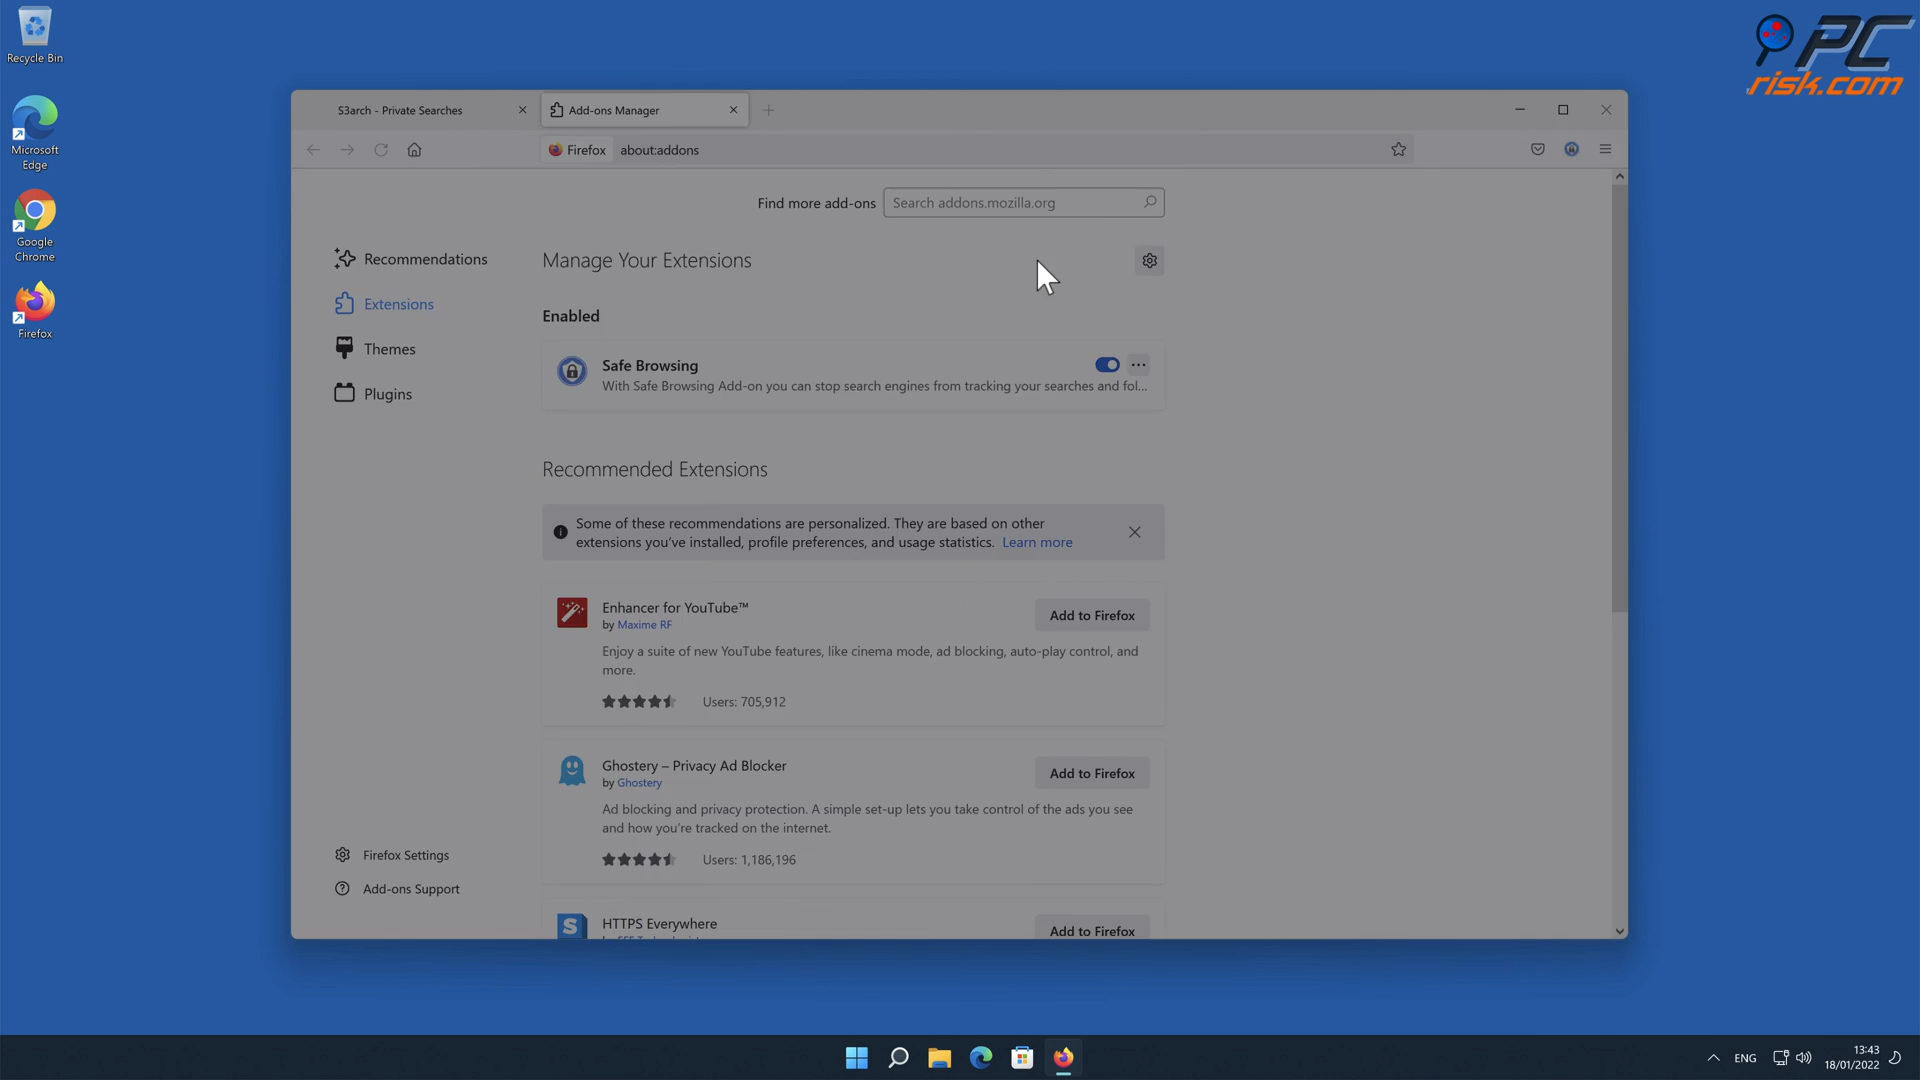 Recycle Bin
Microsoft
Edge
Google
Chrome
Firefox
PC
risk.com
S3arch - Private Searches
Add-ons Manager
Firefox
about:addons
Find more add-ons
Search addons.mozilla.org
Recommendations
Extensions
Themes
Plugins
Firefox Settings
Add-ons Support
Manage Your Extensions
Enabled
Safe Browsing
With Safe Browsing Add-on you can stop search engines from tracking your searches and fol...
Recommended Extensions
Some of these recommendations are personalized. They are based on other
extensions you've installed, profile preferences, and usage statistics. Learn more
Enhancer for YouTube™
by Maxime RF
Add to Firefox
Enjoy a suite of new YouTube features, like cinema mode, ad blocking, auto-play control, and
more.
Users: 705,912
Ghostery – Privacy Ad Blocker
by Ghostery
Add to Firefox
Ad blocking and privacy protection. A simple set-up lets you take control of the ads you see
and how you're tracked on the internet.
Users: 1,186,196
HTTPS Everywhere
Add to Firefox
ENG
13:43
18/01/2022